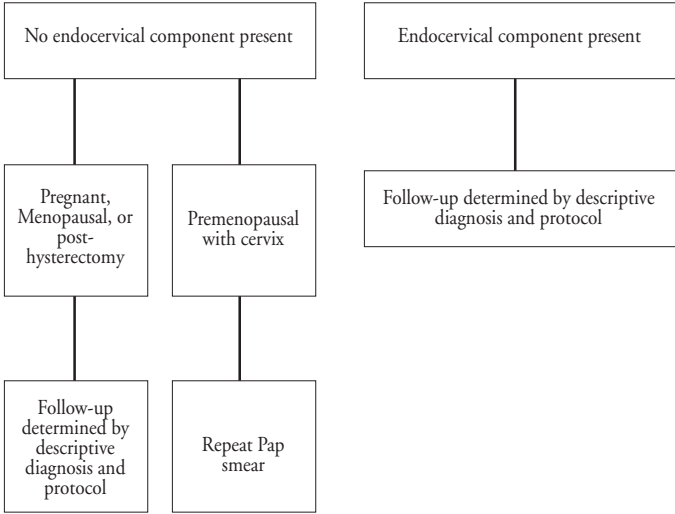 No endocervical component present
Endocervical component present
Pregnant,
Menopausal, or
post-
hysterectomy
Premenopausal
with cervix
Follow-up determined by descriptive
diagnosis and protocol
Follow-up
determined by
descriptive
diagnosis and
protocol
Repeat Pap
smear